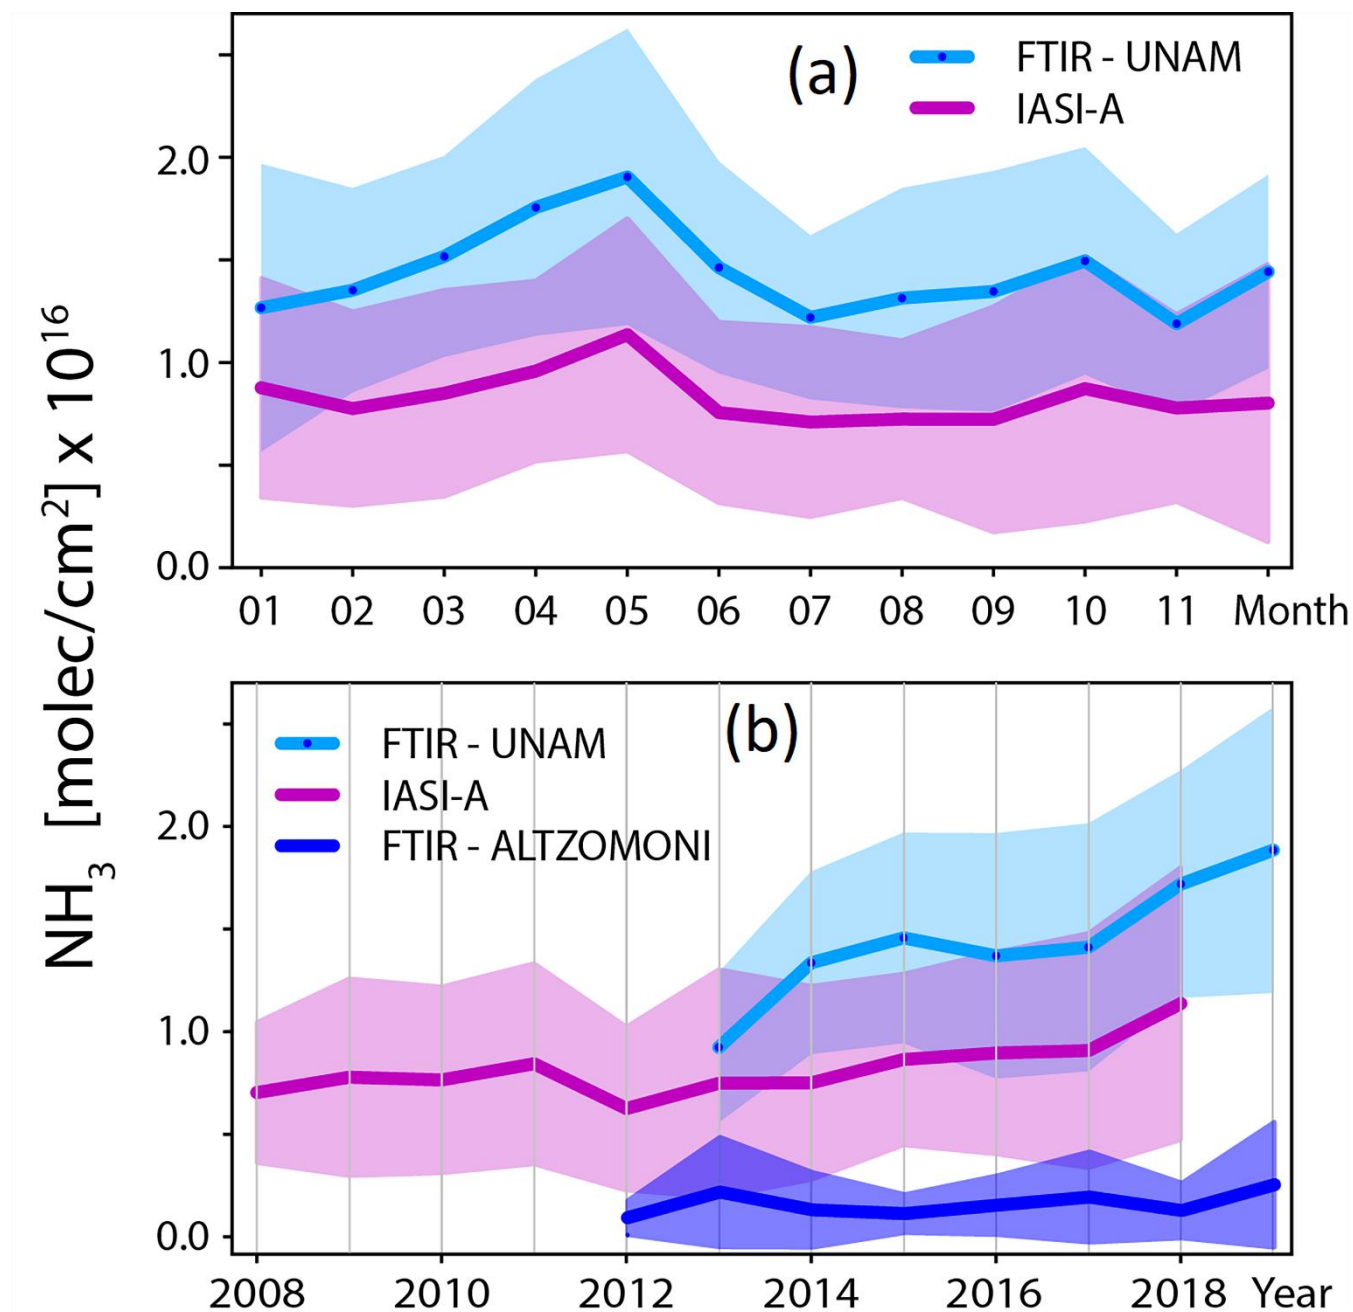 NH3 [molec/cm2] x 1016
(a)
FTIR - UNAM
IASI-A
2.0
1.0
0.0
01 02 03 04 05 06 07 08 09 10 11 Month
(b)
FTIR - UNAM
IASI-A
FTIR - ALTZOMONI
2.0
1.0
0.0
2008 2010 2012 2014 2016 2018 Year